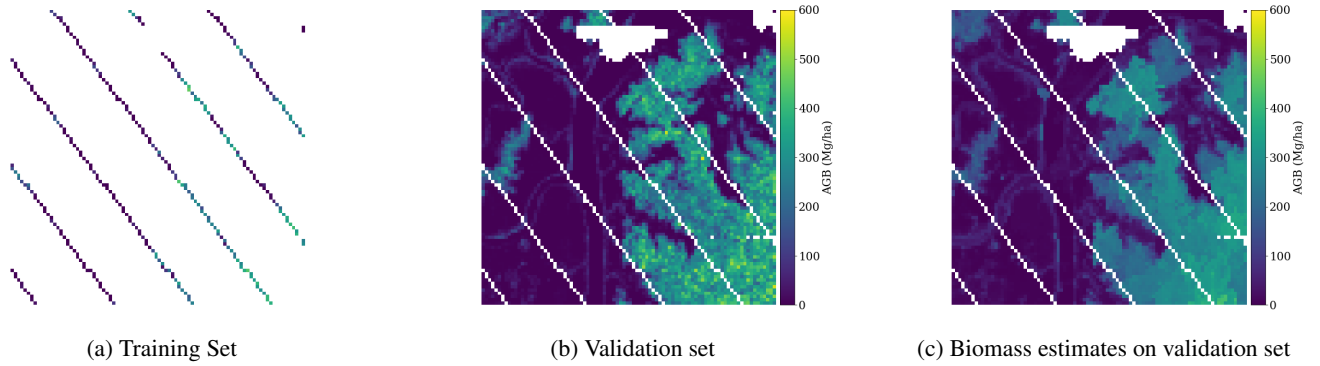 600
500
400
300
200
100
0
AGB (Mg/ha)
600
500
400
300
200
100
0
AGB (Mg/ha)
(a) Training Set
(b) Validation set
(c) Biomass estimates on validation set